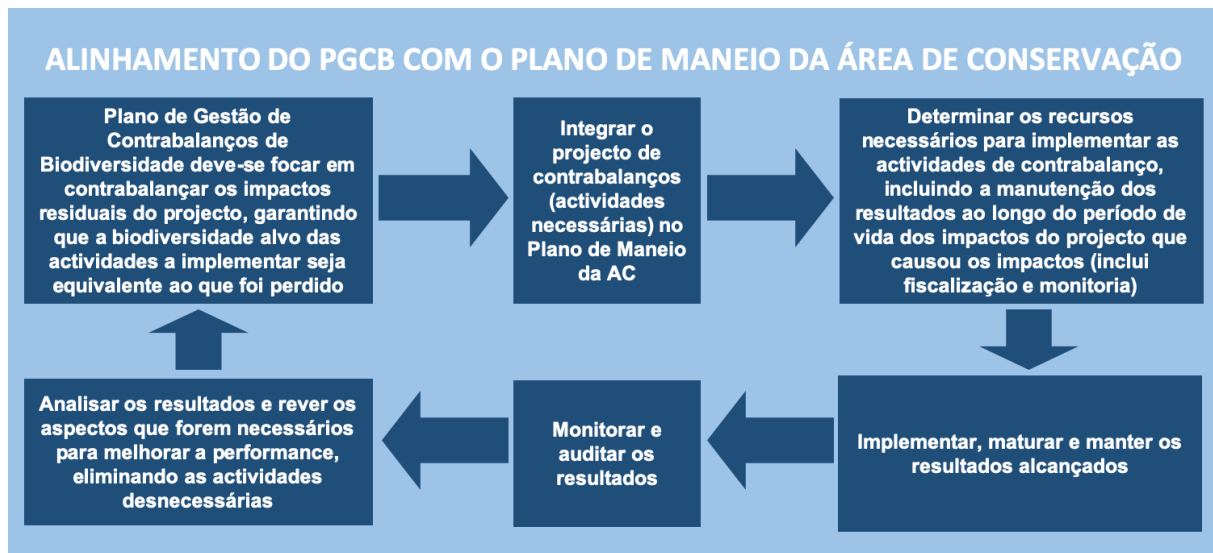 ALINHAMENTO DO PGCB COM O PLANO DE MANEIO DA ÁREA DE CONSERVAÇÃO
Plano de Gestão de
Contrabalanços de
Biodiversidade deve-se focar em
contrabalançar os impactos
residuais do projecto, garantindo
que a biodiversidade alvo das
actividades a implementar seja
equivalente ao que foi perdido
Integrar o
projecto de
contrabalanços
(actividades
necessárias) no
Plano de Maneio
da AC
Determinar os recursos
necessários para implementar as
actividades de contrabalanço,
incluindo a manutenção dos
resultados ao longo do período de
vida dos impactos do projecto que
causou os impactos (inclui
fiscalização e monitoria)
Implementar, maturar e manter os
resultados alcançados
Monitorar e
auditar os
resultados
Analisar os resultados e rever os
aspectos que forem necessários
para melhorar a performance,
eliminando as actividades
desnecessárias